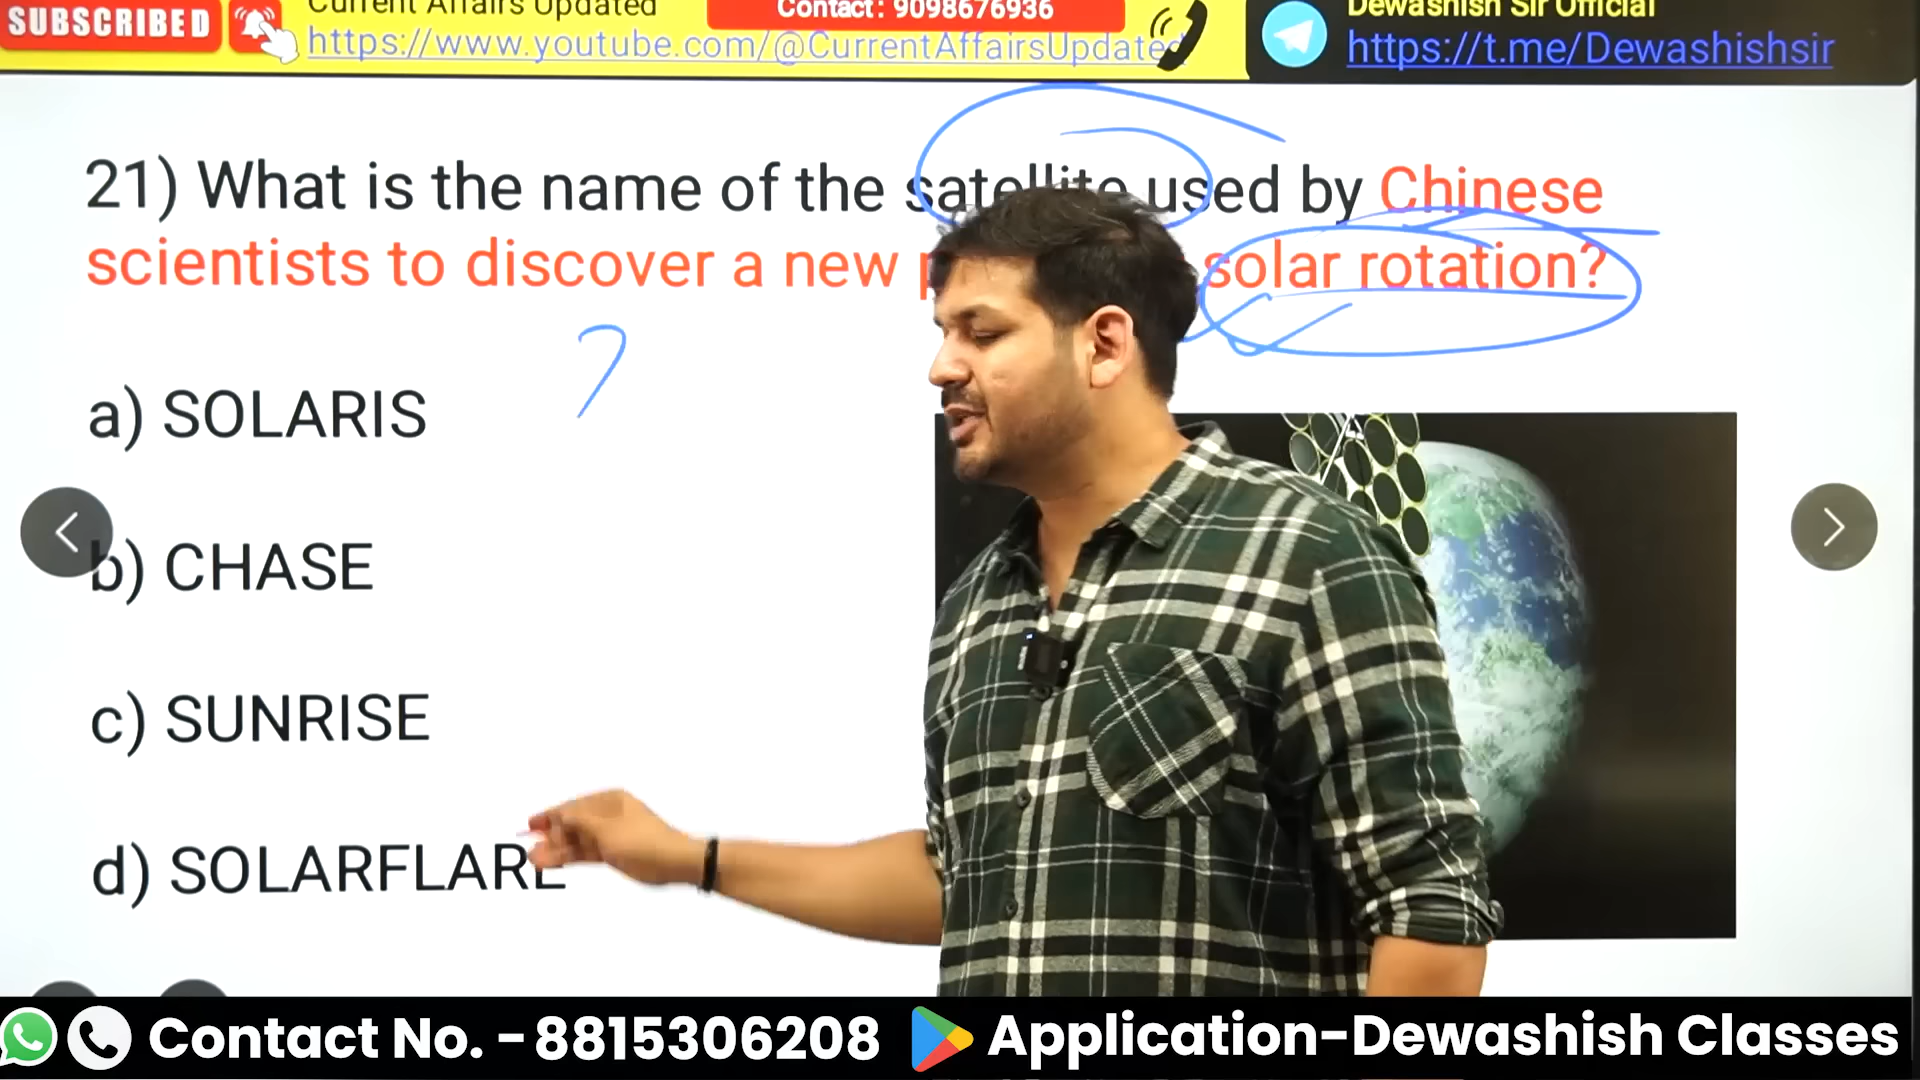 SUBSCRIBED
Current Affairs Updated
Contact : 9098676936
https://www.youtube.com/@CurrentAffairsUpdated
Dewashish Sir Official
https://t.me/Dewashishsir
21) What is the name of the satellite used by Chinese
scientists to discover a new solar rotation?
a) SOLARIS
b) CHASE
c) SUNRISE
d) SOLARFLARE
Contact No. - 8815306208
Application-Dewashish Classes